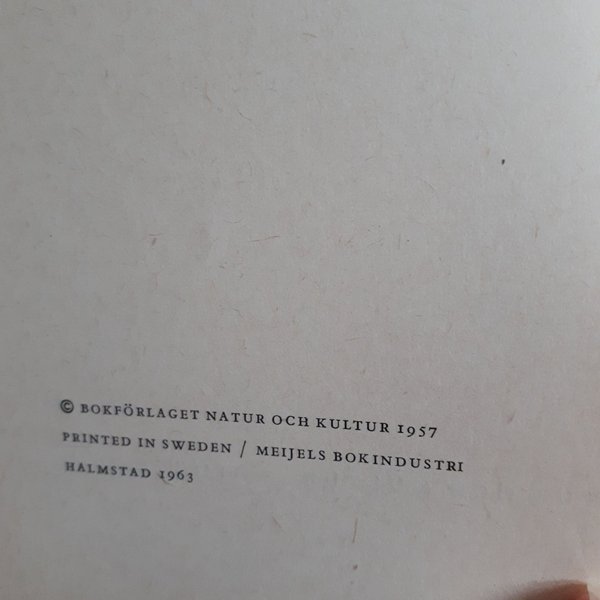 © BOKFÖRLAGET NATUR OCH KULTUR 1957
PRINTED IN SWEDEN / MEIJELS BOKINDUSTRI
HALMSTAD 1963